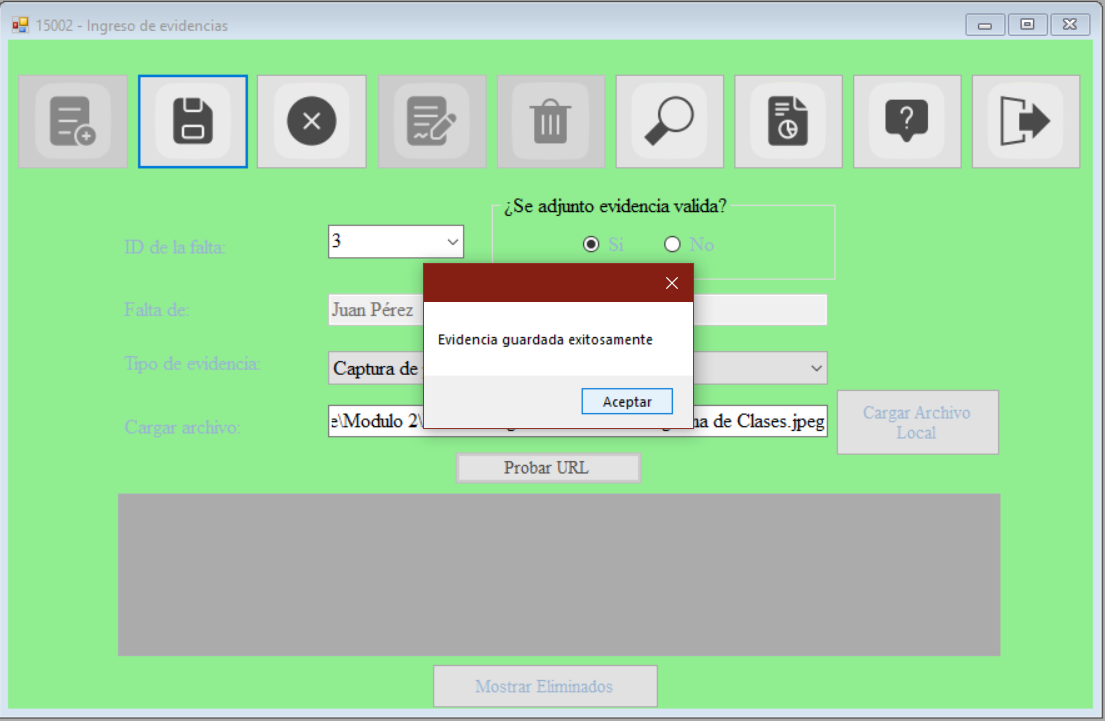 15002 - Ingreso de evidencias
¿Se adjunto evidencia valida?
ID de la falta:
3
Si
No
Falta de:
Juan Pérez
Evidencia guardada exitosamente
Tipo de evidencia:
Captura de
Aceptar
Cargar archivo:
e\Modulo 2\
na de Clases.jpeg
Cargar Archivo
Local
Probar URL
Mostrar Eliminados